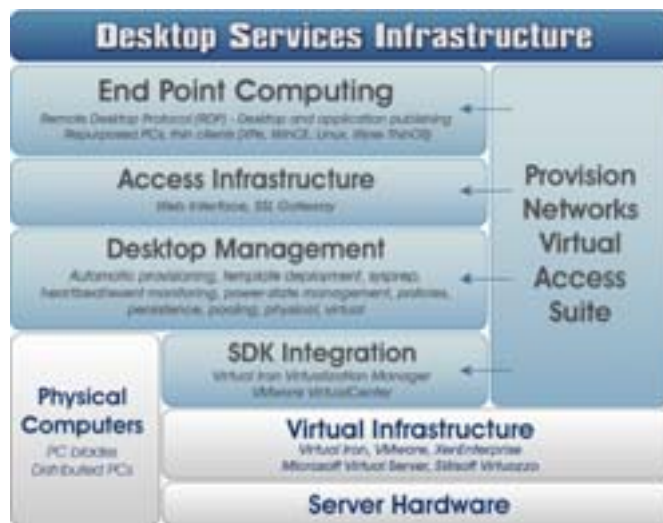 Desktop Services Infrastructure
End Point Computing
Remote Desktop Protocol (RDP) - Desktop and application publishing
Repurposed PCs, thin clients (XPe, WinCE, Linux, Wyse ThinOS)
Access Infrastructure
Web Interface, SSL Gateway
Desktop Management
Automatic provisioning, template deployment, sysprep,
heartbeat/event monitoring, power-state management, policies,
persistence, pooling, physical, virtual
SDK Integration
Virtual Iron Virtualization Manager
VMware VirtualCenter
Provision
Networks
Virtual
Access
Suite
Physical
Computers
PC blades
Distributed PCs
Virtual Infrastructure
Virtual Iron, VMware, XenEnterprise
Microsoft Virtual Server, SWsoft Virtuozzo
Server Hardware